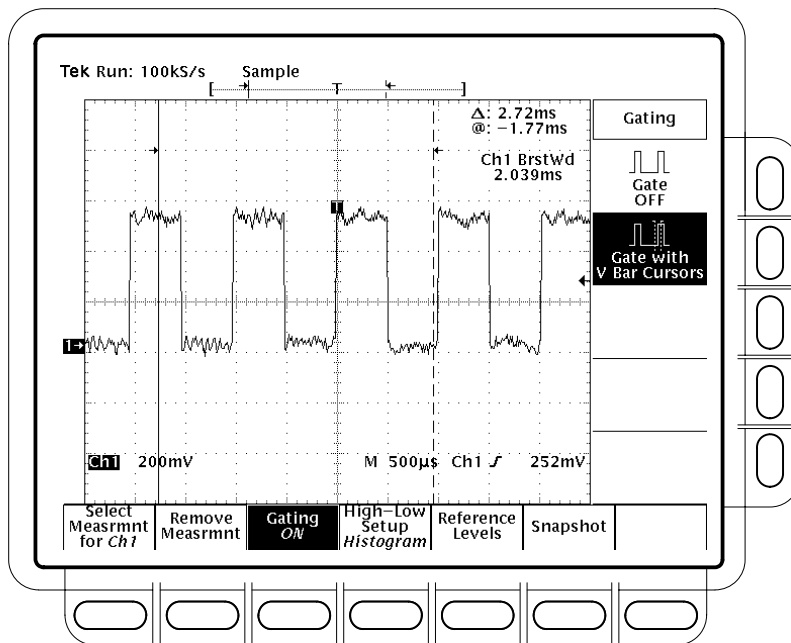 Tek Run: 100kS/s Sample
[ T ]
Δ: 2.72ms
@: −1.77ms
Ch1 BrstWd
2.039ms
T
1→
Ch1 200mV M 500µs Ch1 252mV
Gating
Gate
OFF
Gate with
V Bar Cursors
Select
Measrmnt
for Ch1
Remove
Measrmnt
Gating
ON
High−Low
Setup
Histogram
Reference
Levels
Snapshot